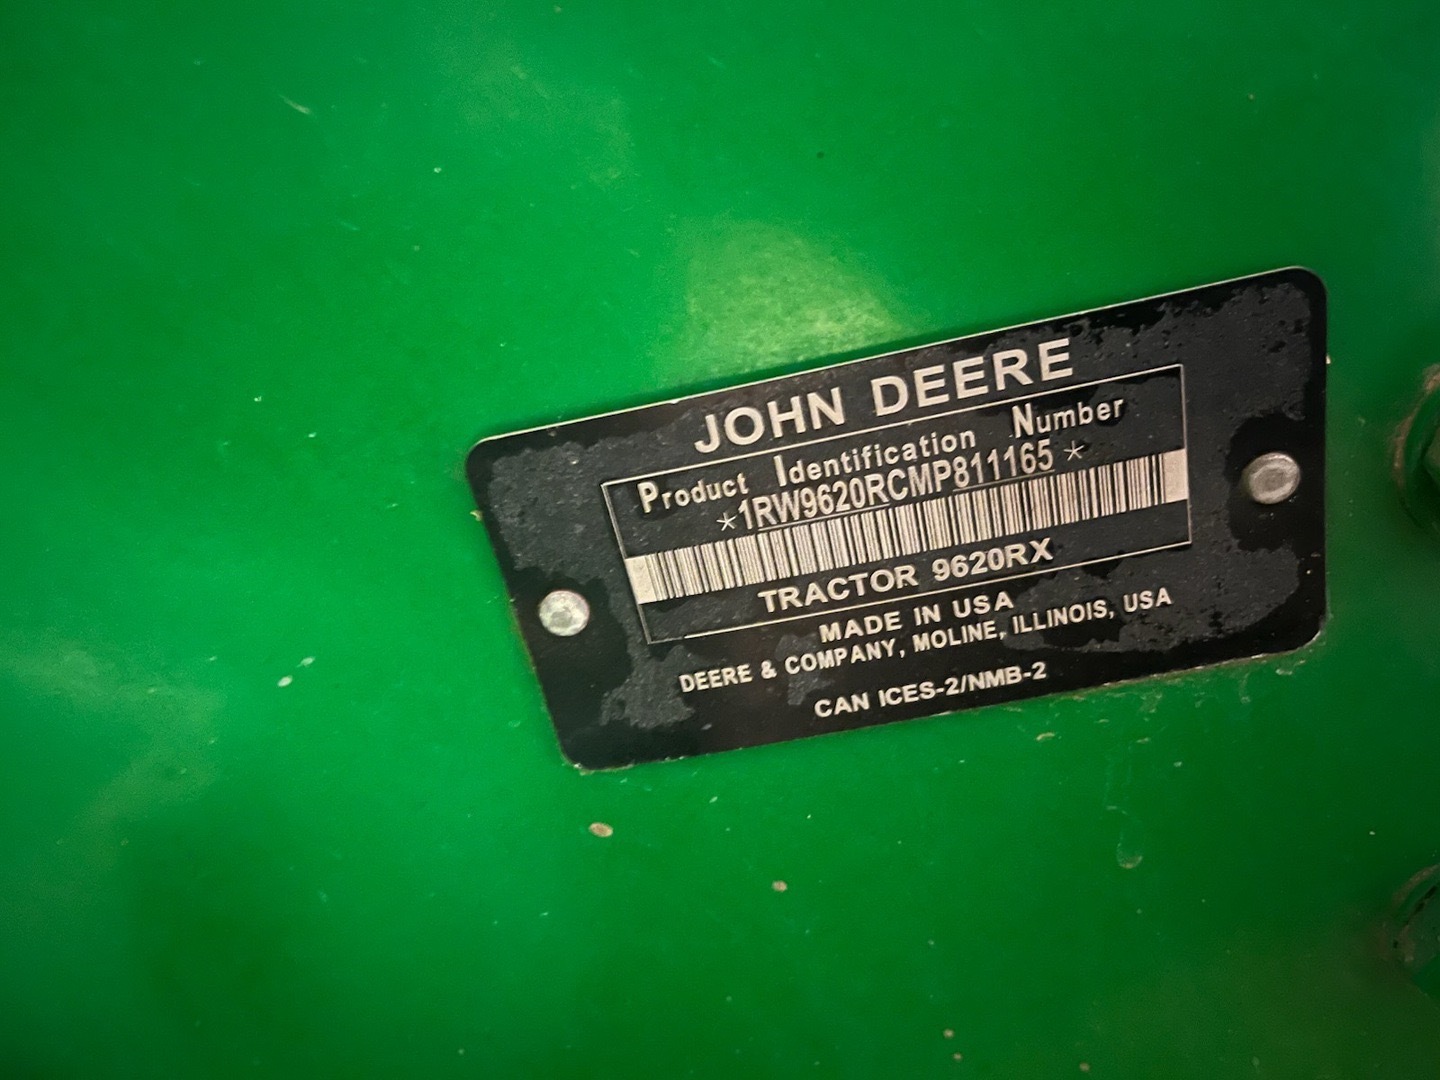 JOHN DEERE
Product Identification Number
*1RW9620RCMP811165*
TRACTOR 9620RX
MADE IN USA
DEERE & COMPANY, MOLINE, ILLINOIS, USA
CAN ICES-2/NMB-2